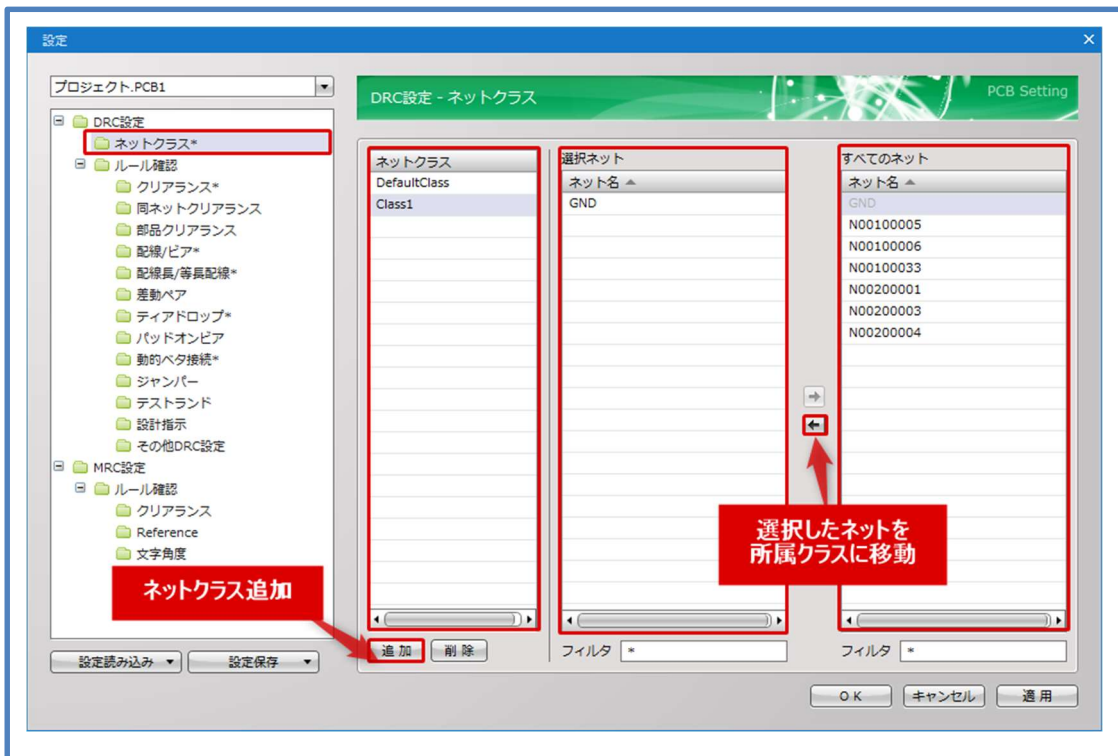 設定
プロジェクト.PCB1
DRC設定 - ネットクラス
PCB Setting
DRC設定
ネットクラス*
ルール確認
クリアランス*
同ネットクリアランス
部品クリアランス
配線/ビア*
配線長/等長配線*
差動ペア
ティアドロップ*
パッドオンビア
動的ベタ接続*
ジャンパー
テストランド
設計指示
その他DRC設定
MRC設定
ルール確認
クリアランス
Reference
文字角度
ネットクラス追加
設定読み込み
設定保存
ネットクラス
DefaultClass
Class1
追加
削除
選択ネット
ネット名
GND
フィルタ *
選択したネットを
所属クラスに移動
すべてのネット
ネット名
GND
N00100005
N00100006
N00100033
N00200001
N00200003
N00200004
フィルタ *
OK
キャンセル
適用